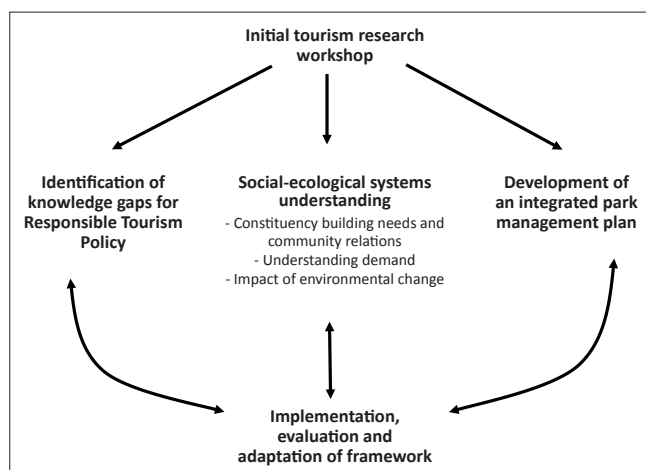 Initial tourism research
workshop
Identification of
knowledge gaps for
Responsible Tourism
Policy
Social-ecological systems
understanding
- Constituency building needs and
community relations
- Understanding demand
- Impact of environmental change
Development of
an integrated park
management plan
Implementation,
evaluation and
adaptation of framework